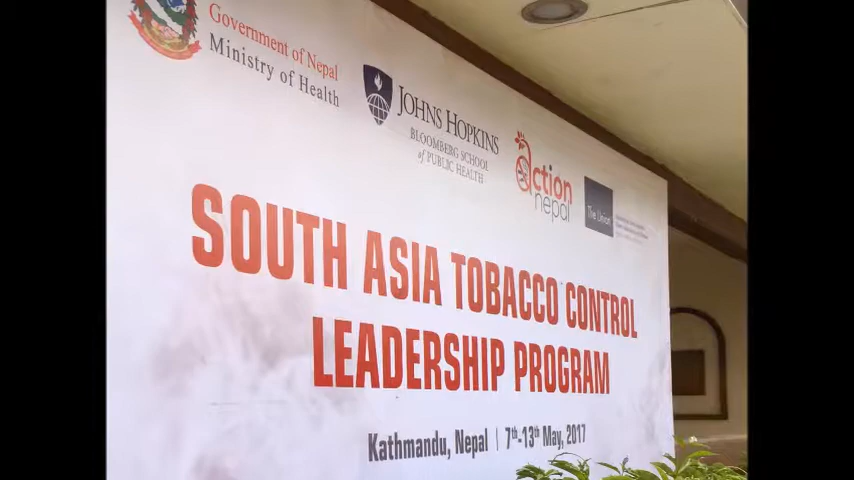 Government of Nepal
Ministry of Health
JOHNS HOPKINS
BLOOMBERG SCHOOL
of PUBLIC HEALTH
action
nepal
The Union
SOUTH ASIA TOBACCO CONTROL
LEADERSHIP PROGRAM
Kathmandu, Nepal | 7th-13th May, 2017